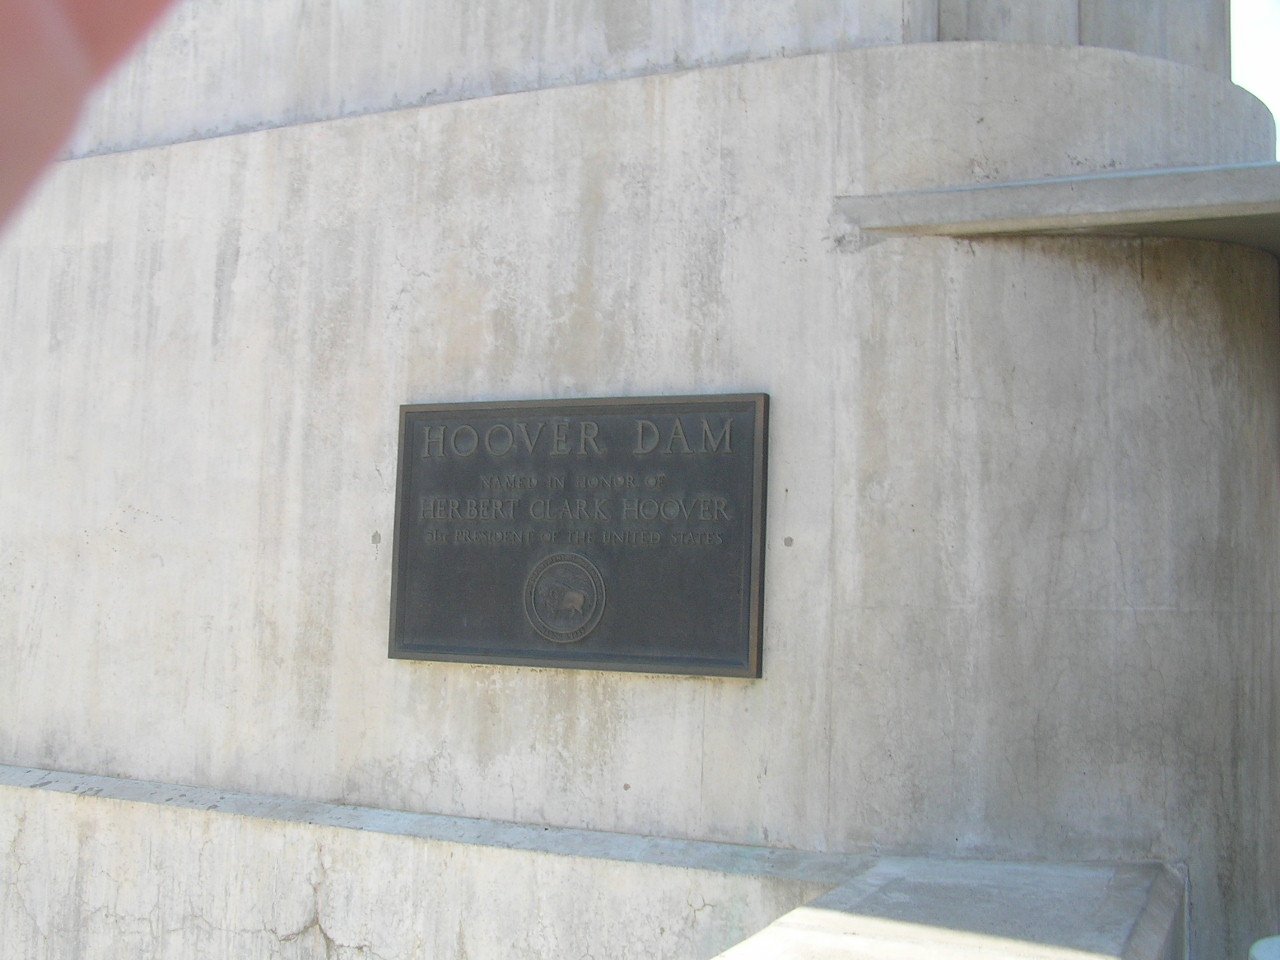 HOOVER DAM
NAMED IN HONOR OF
HERBERT CLARK HOOVER
31st PRESIDENT OF THE UNITED STATES